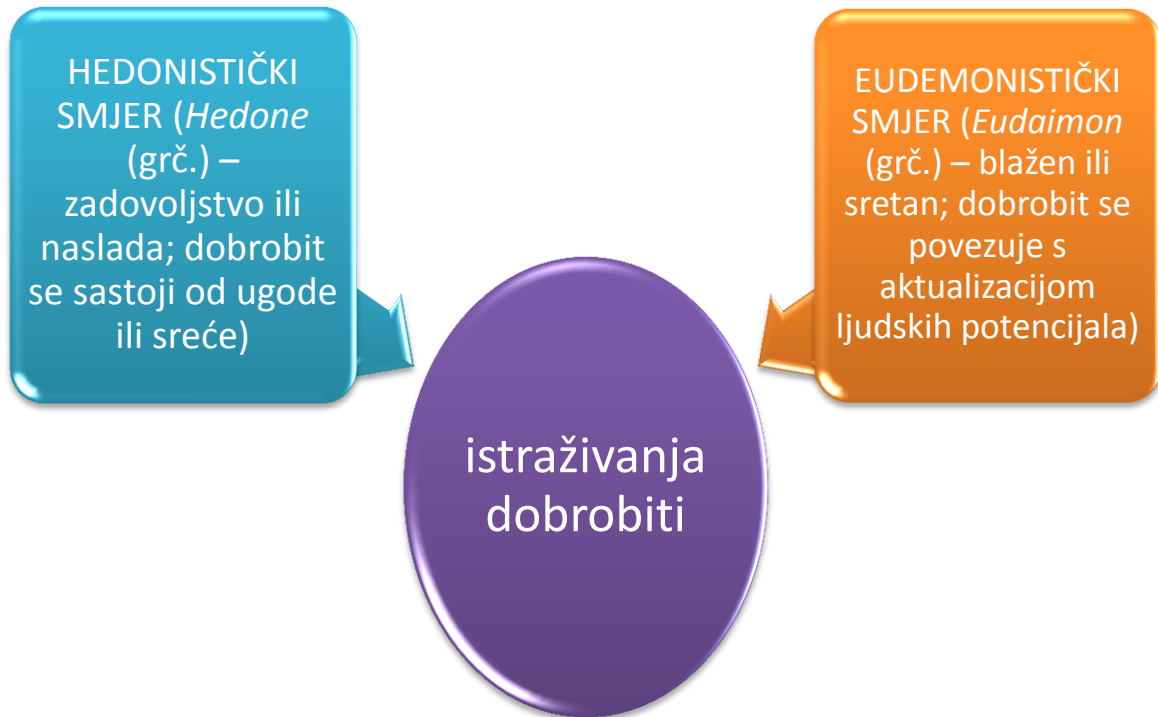 HEDONISTIČKI
SMJER (Hedone
(grč.) –
zadovoljstvo ili
naslada; dobrobit
se sastoji od ugode
ili sreće)
EUDEMONISTIČKI
SMJER (Eudaimon
(grč.) – blažen ili
sretan; dobrobit se
povezuje s
aktualizacijom
ljudskih potencijala)
istraživanja
dobrobiti